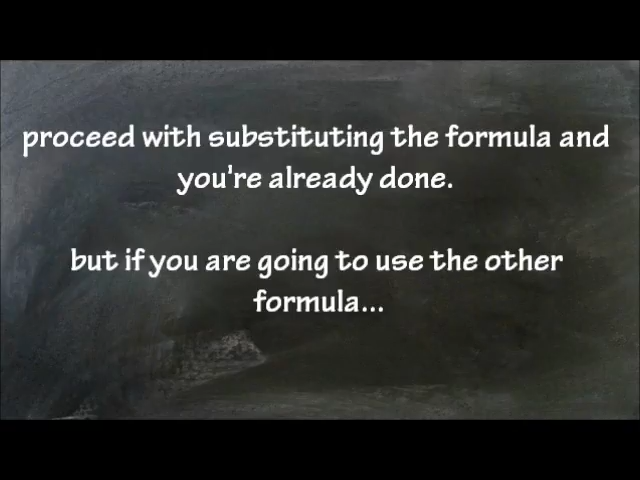 proceed with substituting the formula and
you're already done.
but if you are going to use the other
formula...